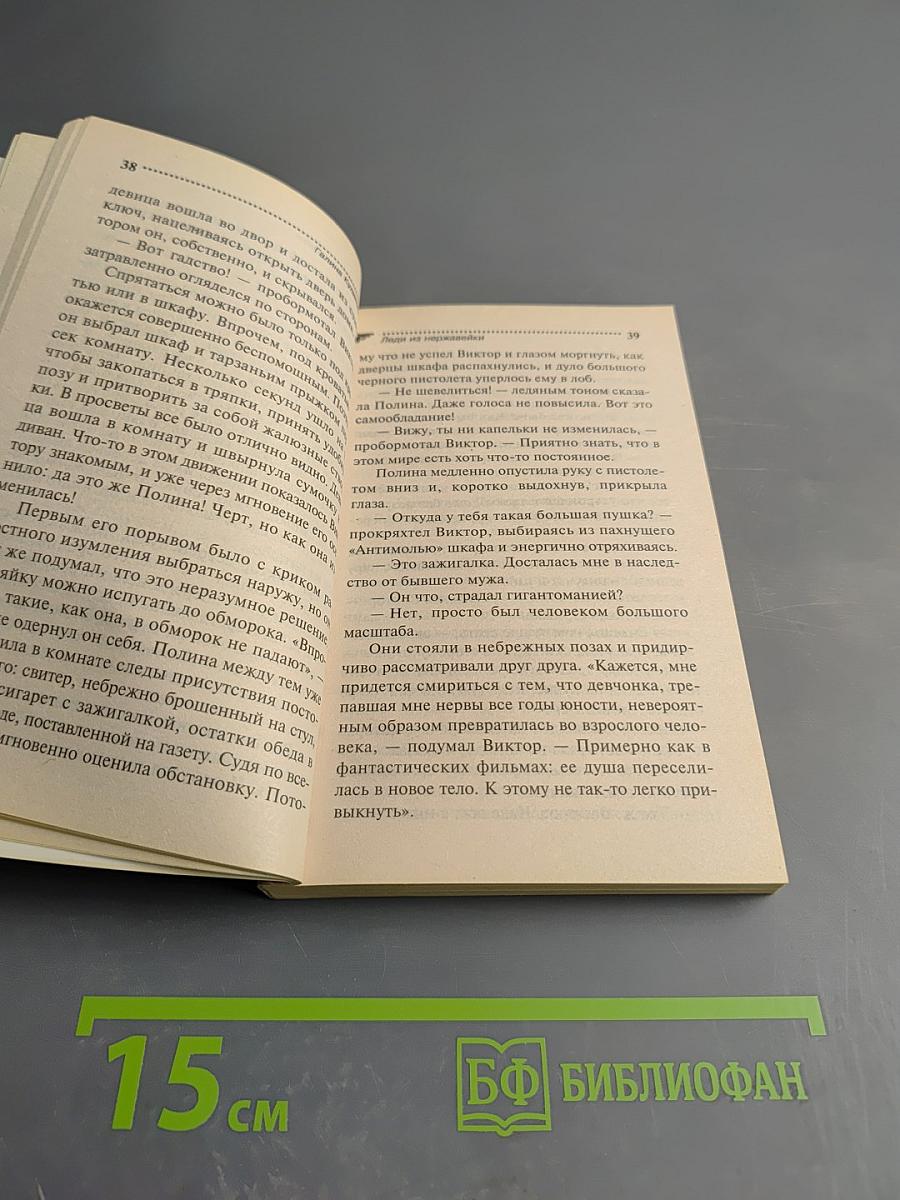 38
Галина
девица вошла во двор и достала из
ключ, нацеливаясь открыть дверь
тором он, собственно, и скрывался.
— Вот гадство! — пробормотал
затравленно огляделся по сторонам.
Спрятаться можно было только под
тью или в шкафу. Впрочем, под
окажется совершенно беспомощным.
он выбрал шкаф и тарзаньим прыжком
сек комнату. Несколько секунд ушло на
чтобы закопаться в тряпки, принять
позу и притворить за собой жалюзные
ки. В просветы все было отлично видно.
ца вошла в комнату и швырнула сумочку
диван. Что-то в этом движении показалось
тору знакомым, и уже через мгновение его
нило: да это же Полина! Черт, но как она
менилась!
Первым его порывом было с криком
стного изумления выбраться наружу, но он
же подумал, что это неразумное решение
яйку можно испугать до обморока. «Впро-
такие, как она, в обморок не падают», —
одернул он себя. Полина между тем уже
ила в комнате следы присутствия посто-
го: свитер, небрежно брошенный на стул,
сигарет с зажигалкой, остатки обеда в
де, поставленной на газету. Судя по все-
мгновенно оценила обстановку. Пото-
Леди из нержавейки
39
му что не успел Виктор и глазом моргнуть, как
дверцы шкафа распахнулись, и дуло большого
черного пистолета уперлось ему в лоб.
— Не шевелиться! — ледяным тоном сказа-
ла Полина. Даже голоса не повысила. Вот это
самообладание!
— Вижу, ты ни капельки не изменилась, —
пробормотал Виктор. — Приятно знать, что в
этом мире есть хоть что-то постоянное.
Полина медленно опустила руку с пистоле-
том вниз и, коротко выдохнув, прикрыла
глаза.
— Откуда у тебя такая большая пушка? —
прокряхтел Виктор, выбираясь из пахнущего
«Антимолью» шкафа и энергично отряхиваясь.
— Это зажигалка. Досталась мне в наслед-
ство от бывшего мужа.
— Он что, страдал гигантоманией?
— Нет, просто был человеком большого
масштаба.
Они стояли в небрежных позах и придир-
чиво рассматривали друг друга. «Кажется, мне
придется смириться с тем, что девчонка, тре-
павшая мне нервы все годы юности, невероят-
ным образом превратилась во взрослого чело-
века, — подумал Виктор. — Примерно как в
фантастических фильмах: ее душа пересели-
лась в новое тело. К этому не так-то легко при-
выкнуть».
15 см
БФ БИБЛИОФАН